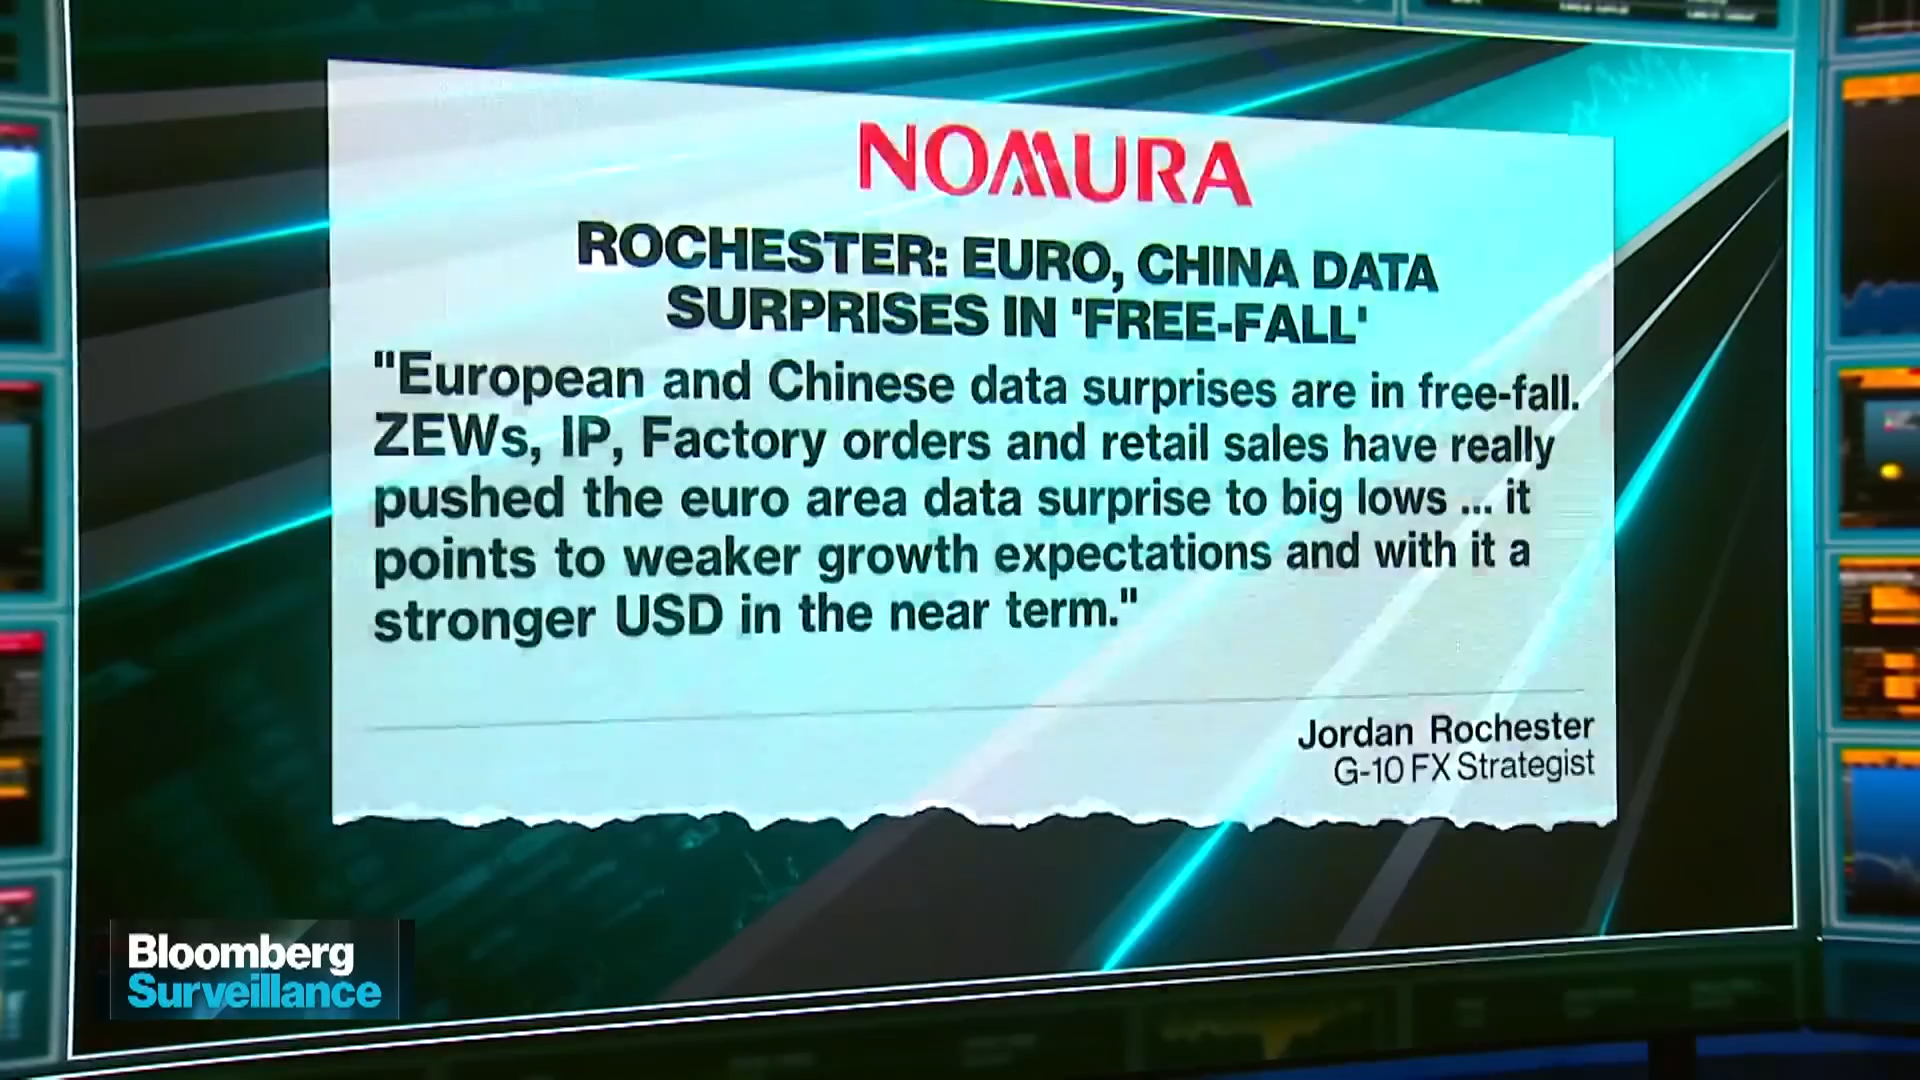 NOMURA
ROCHESTER: EURO, CHINA DATA
SURPRISES IN 'FREE-FALL'
"European and Chinese data surprises are in free-fall.
ZEWs, IP, Factory orders and retail sales have really
pushed the euro area data surprise to big lows ... it
points to weaker growth expectations and with it a
stronger USD in the near term."
Jordan Rochester
G-10 FX Strategist
Bloomberg
Surveillance